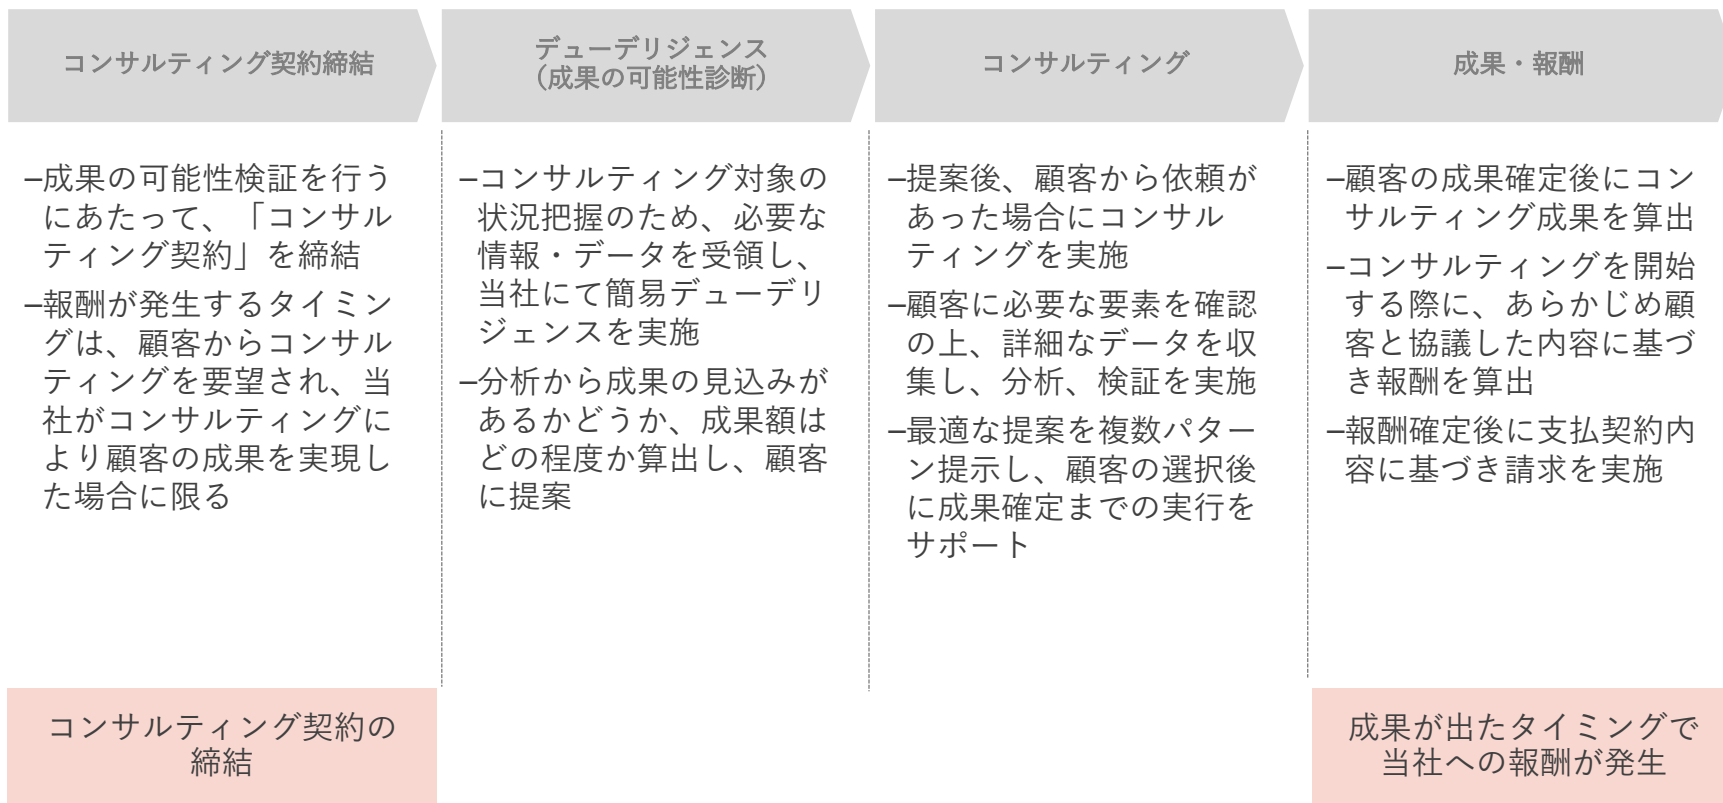 コンサルティング契約締結
デューデリジェンス
（成果の可能性診断）
コンサルティング
成果・報酬
–成果の可能性検証を行う
にあたって、「コンサル
ティング契約」を締結
–報酬が発生するタイミン
グは、顧客からコンサル
ティングを要望され、当
社がコンサルティングに
より顧客の成果を実現し
た場合に限る
–コンサルティング対象の
状況把握のため、必要な
情報・データを受領し、
当社にて簡易デューデリ
ジェンスを実施
–分析から成果の見込みが
あるかどうか、成果額は
どの程度か算出し、顧客
に提案
–提案後、顧客から依頼が
あった場合にコンサル
ティングを実施
–顧客に必要な要素を確認
の上、詳細なデータを収
集し、分析、検証を実施
–最適な提案を複数パター
ン提示し、顧客の選択後
に成果確定までの実行を
サポート
–顧客の成果確定後にコン
サルティング成果を算出
–コンサルティングを開始
する際に、あらかじめ顧
客と協議した内容に基づ
き報酬を算出
–報酬確定後に支払契約内
容に基づき請求を実施
コンサルティング契約の
締結
成果が出たタイミングで
当社への報酬が発生